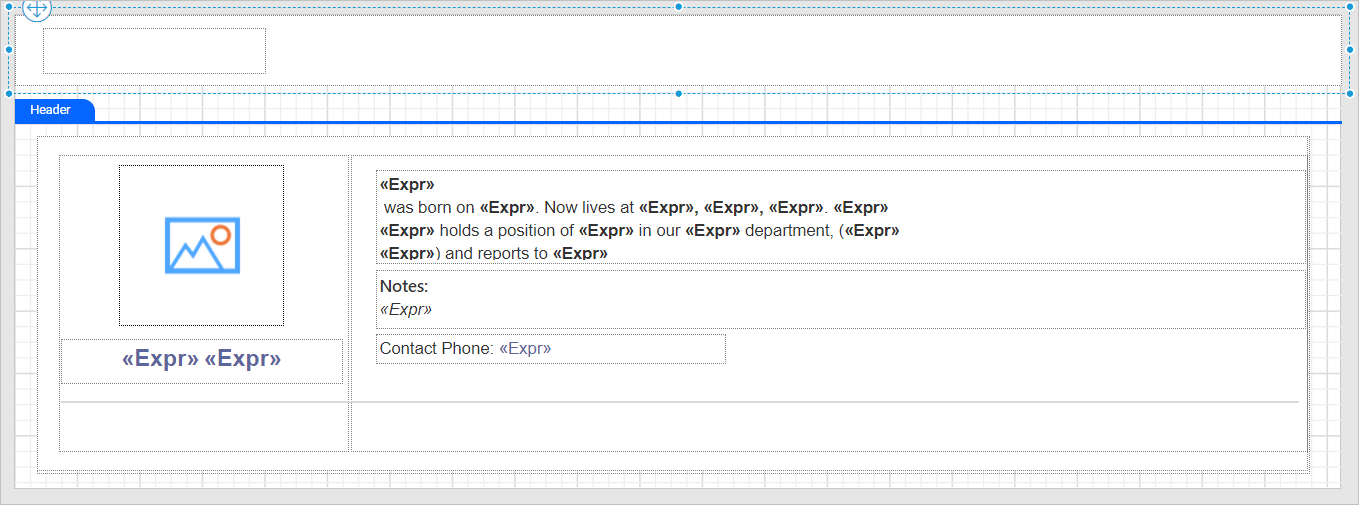 Header
«Expr»
was born on «Expr». Now lives at «Expr», «Expr», «Expr». «Expr»
«Expr» holds a position of «Expr» in our «Expr» department, («Expr»
«Expr») and reports to «Expr»
Notes:
«Expr»
Contact Phone: «Expr»
«Expr» «Expr»